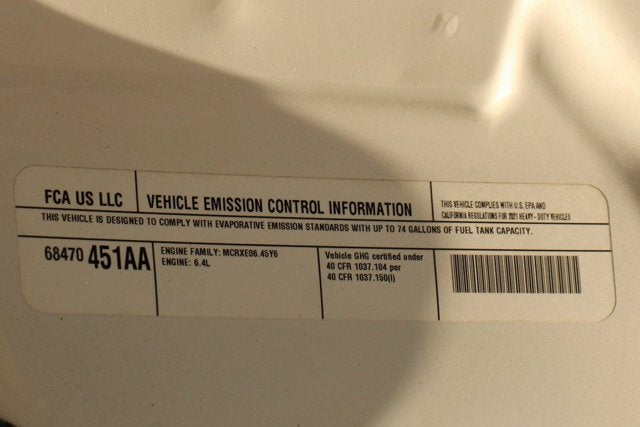 FCA US LLC
VEHICLE EMISSION CONTROL INFORMATION
THIS VEHICLE COMPLIES WITH U.S. EPA AND
CALIFORNIA REGULATIONS FOR 2021 HEAVY - DUTY VEHICLES
THIS VEHICLE IS DESIGNED TO COMPLY WITH EVAPORATIVE EMISSION STANDARDS WITH UP TO 74 GALLONS OF FUEL TANK CAPACITY.
68470 451AA
ENGINE FAMILY: MCRXE06.45Y6
ENGINE: 6.4L
Vehicle GHG certified under
40 CFR 1037.104 per
40 CFR 1037.150(l)